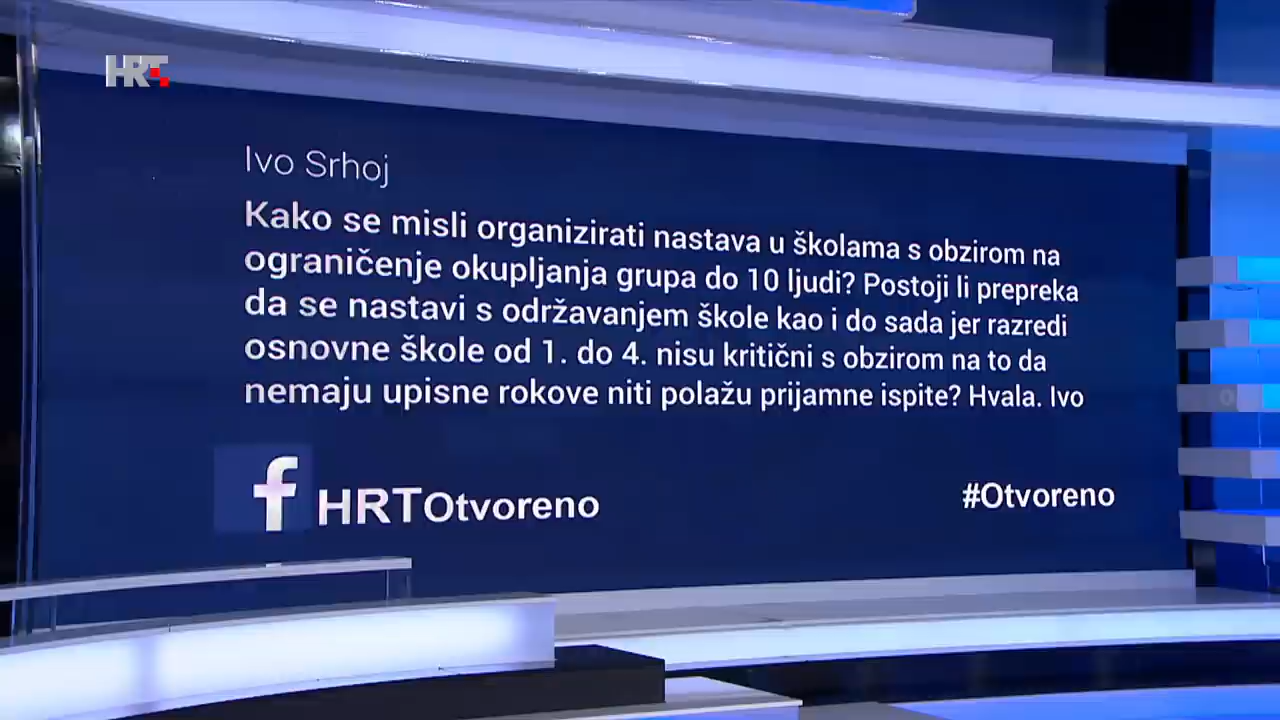 HRT
Ivo Srhoj
Kako se misli organizirati nastava u školama s obzirom na
ograničenje okupljanja grupa do 10 ljudi? Postoji li prepreka
da se nastavi s održavanjem škole kao i do sada jer razredi
osnovne škole od 1. do 4. nisu kritični s obzirom na to da
nemaju upisne rokove niti polažu prijamne ispite? Hvala. Ivo
f HRTOtvoreno
#Otvoreno